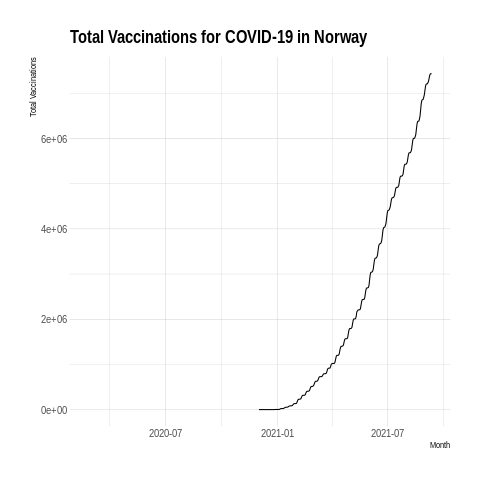 Total Vaccinations for COVID-19 in Norway
Total Vaccinations
6e+06
4e+06
2e+06
0e+00
2020-07
2021-01
2021-07
Month